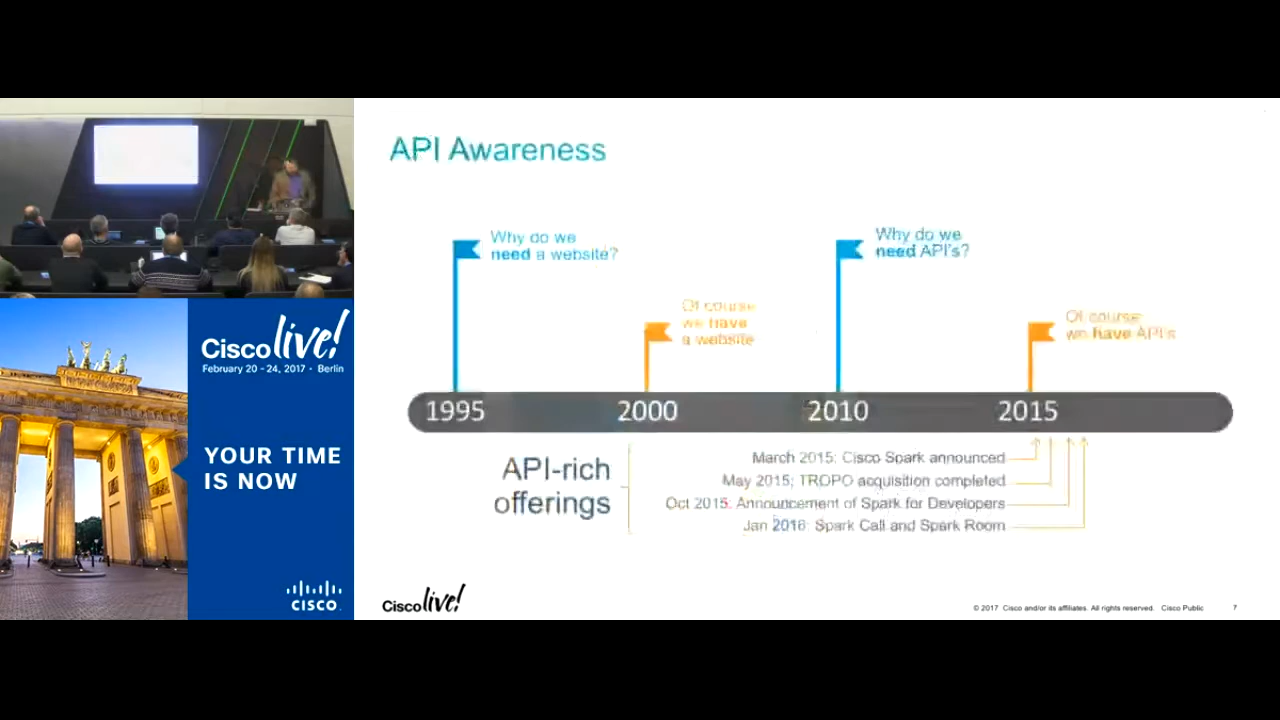 API Awareness
Why do we
need a website?
Of course
we have
a website
Why do we
need API's?
Of course
we have API's
1995
2000
2010
2015
API-rich
offerings
March 2015: Cisco Spark announced
May 2015; TROPO acquisition completed
Oct 2015: Announcement of Spark for Developers
Jan 2016: Spark Call and Spark Room
Cisco live!
February 20 - 24, 2017 · Berlin
YOUR TIME
IS NOW
CISCO.
Cisco live!
© 2017 Cisco and/or its affiliates. All rights reserved. Cisco Public
7